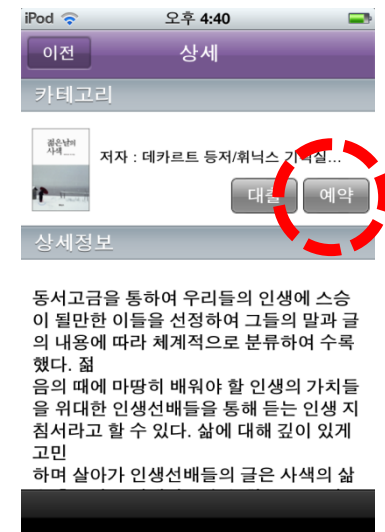 iPod 오후 4:40
이전 상세
카테고리
젊은날의
사색
저자 : 데카르트 등저/휘닉스 기획실...
대출 예약
상세정보
동서고금을 통하여 우리들의 인생에 스승
이 될만한 이들을 선정하여 그들의 말과 글
의 내용에 따라 체계적으로 분류하여 수록
했다. 젊
음의 때에 마땅히 배워야 할 인생의 가치들
을 위대한 인생선배들을 통해 듣는 인생 지
침서라고 할 수 있다. 삶에 대해 깊이 있게
고민
하며 살아가 인생선배들의 글은 사색의 삶